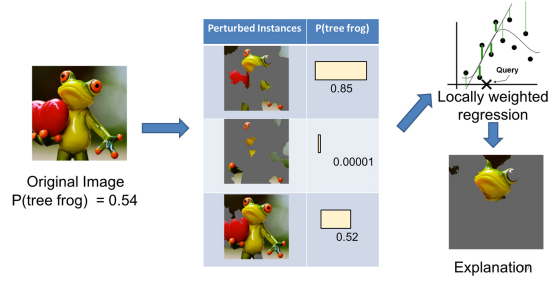 Original Image
P(tree frog) = 0.54
Perturbed Instances
P(tree frog)
0.85
0.00001
0.52
Query
Locally weighted
regression
Explanation